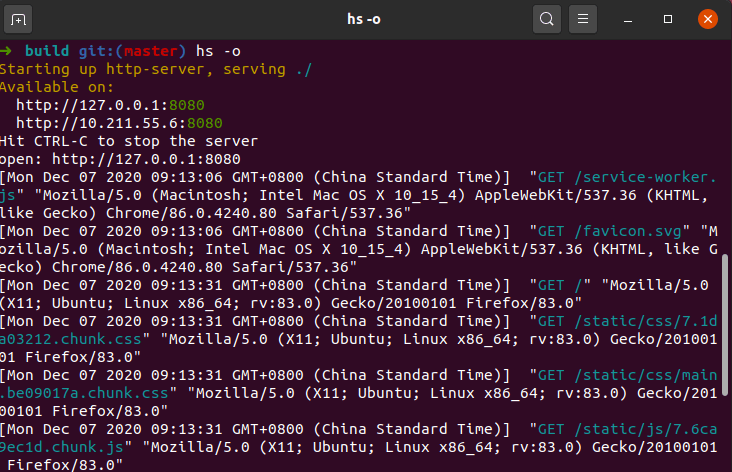 hs -o
→ build git:(master) hs -o
Starting up http-server, serving ./
Available on:
  http://127.0.0.1:8080
  http://10.211.55.6:8080
Hit CTRL-C to stop the server
open: http://127.0.0.1:8080
[Mon Dec 07 2020 09:13:06 GMT+0800 (China Standard Time)]  "GET /service-worker.
js" "Mozilla/5.0 (Macintosh; Intel Mac OS X 10_15_4) AppleWebKit/537.36 (KHTML,
like Gecko) Chrome/86.0.4240.80 Safari/537.36"
[Mon Dec 07 2020 09:13:06 GMT+0800 (China Standard Time)]  "GET /favicon.svg" "M
ozilla/5.0 (Macintosh; Intel Mac OS X 10_15_4) AppleWebKit/537.36 (KHTML, like G
ecko) Chrome/86.0.4240.80 Safari/537.36"
[Mon Dec 07 2020 09:13:31 GMT+0800 (China Standard Time)]  "GET /" "Mozilla/5.0
(X11; Ubuntu; Linux x86_64; rv:83.0) Gecko/20100101 Firefox/83.0"
[Mon Dec 07 2020 09:13:31 GMT+0800 (China Standard Time)]  "GET /static/css/7.1d
a03212.chunk.css" "Mozilla/5.0 (X11; Ubuntu; Linux x86_64; rv:83.0) Gecko/201001
01 Firefox/83.0"
[Mon Dec 07 2020 09:13:31 GMT+0800 (China Standard Time)]  "GET /static/css/main
.be09017a.chunk.css" "Mozilla/5.0 (X11; Ubuntu; Linux x86_64; rv:83.0) Gecko/201
00101 Firefox/83.0"
[Mon Dec 07 2020 09:13:31 GMT+0800 (China Standard Time)]  "GET /static/js/7.6ca
9ec1d.chunk.js" "Mozilla/5.0 (X11; Ubuntu; Linux x86_64; rv:83.0) Gecko/20100101
 Firefox/83.0"